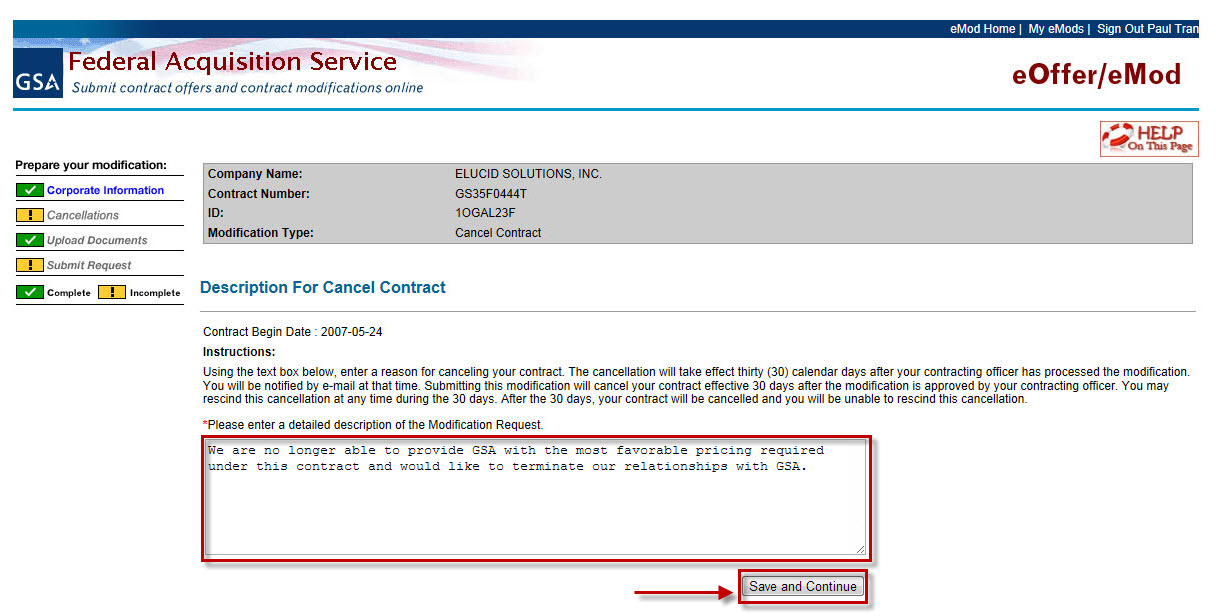 eMod Home | My eMods | Sign Out Paul Tran
GSA
Federal Acquisition Service
Submit contract offers and contract modifications online
eOffer/eMod
HELP
On This Page
Prepare your modification:
Corporate Information
! Cancellations
Upload Documents
! Submit Request
Complete ! Incomplete
Company Name: ELUCID SOLUTIONS, INC.
Contract Number: GS35F0444T
ID: 1OGAL23F
Modification Type: Cancel Contract
Description For Cancel Contract
Contract Begin Date : 2007-05-24
Instructions:
Using the text box below, enter a reason for canceling your contract. The cancellation will take effect thirty (30) calendar days after your contracting officer has processed the modification.
You will be notified by e-mail at that time. Submitting this modification will cancel your contract effective 30 days after the modification is approved by your contracting officer. You may
rescind this cancellation at any time during the 30 days. After the 30 days, your contract will be cancelled and you will be unable to rescind this cancellation.
*Please enter a detailed description of the Modification Request.
We are no longer able to provide GSA with the most favorable pricing required
under this contract and would like to terminate our relationships with GSA.
Save and Continue